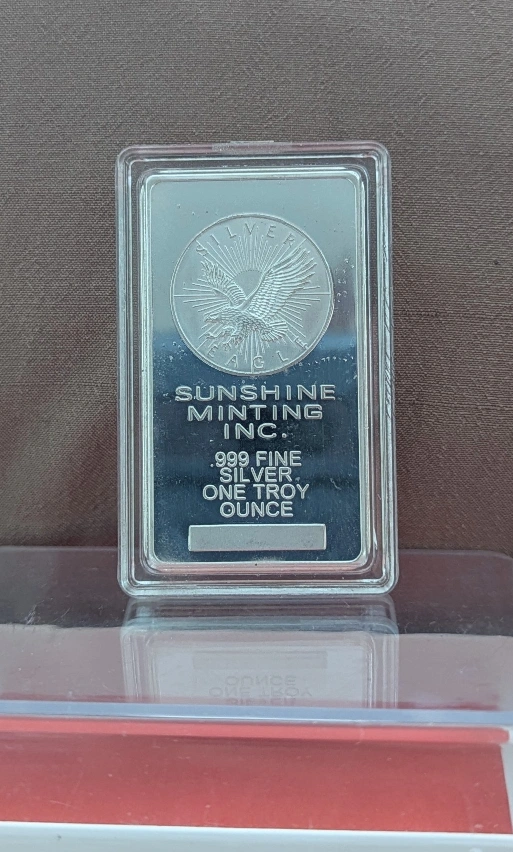 SILVER
EAGLE
SUNSHINE
MINTING
INC.
.999 FINE
SILVER
ONE TROY
OUNCE